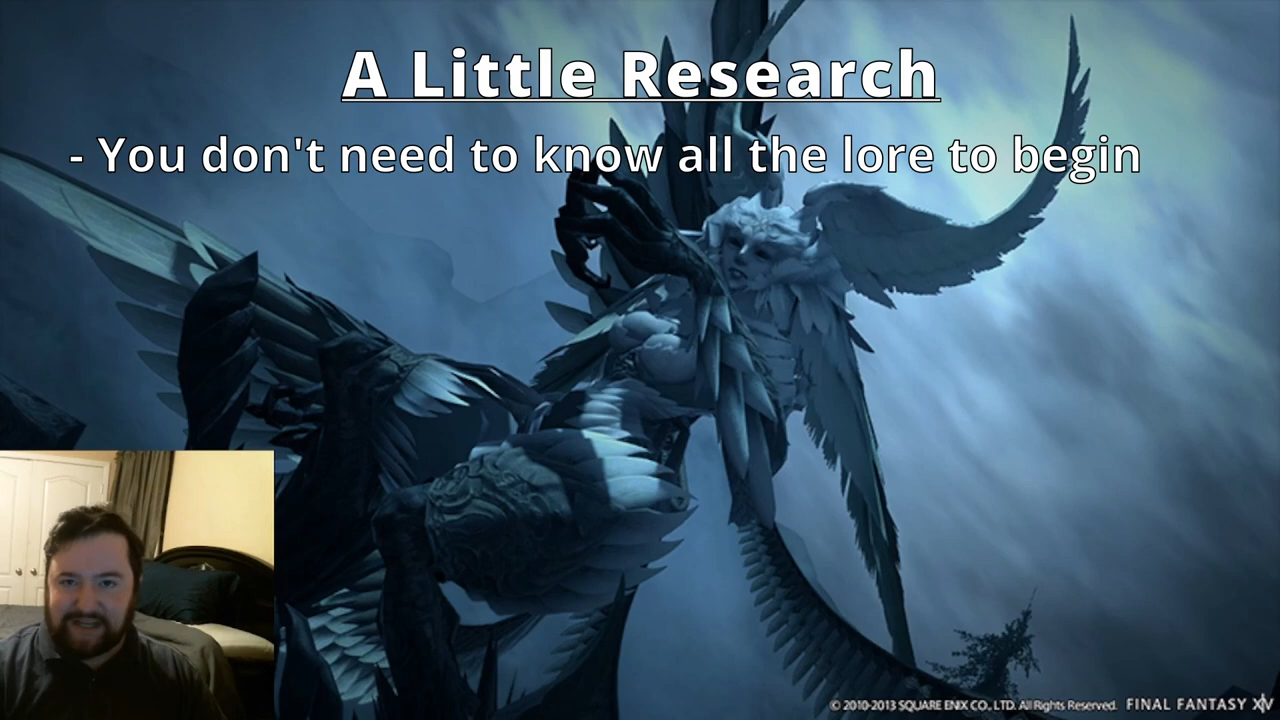 A Little Research
- You don't need to know all the lore to begin
© 2010-2013 SQUARE ENIX CO., LTD. All Rights Reserved. FINAL FANTASY XIV